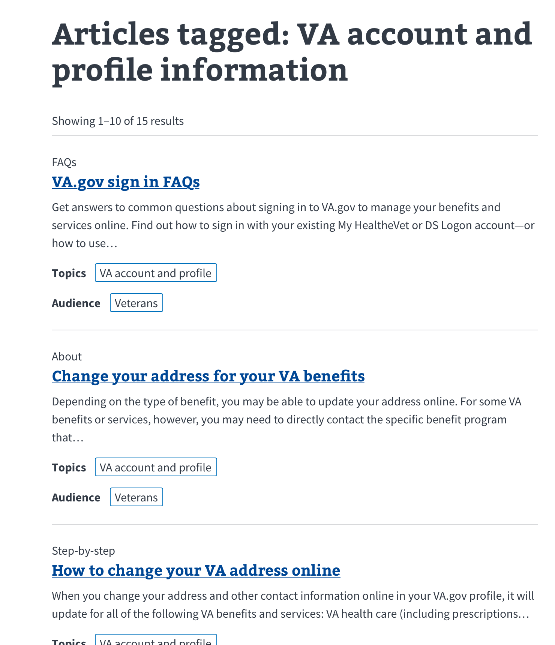 Articles tagged: VA account and
profile information
Showing 1–10 of 15 results
FAQs
VA.gov sign in FAQs
Get answers to common questions about signing in to VA.gov to manage your benefits and
services online. Find out how to sign in with your existing My HealtheVet or DS Logon account—or
how to use…
Topics VA account and profile
Audience Veterans
About
Change your address for your VA benefits
Depending on the type of benefit, you may be able to update your address online. For some VA
benefits or services, however, you may need to directly contact the specific benefit program
that…
Topics VA account and profile
Audience Veterans
Step-by-step
How to change your VA address online
When you change your address and other contact information online in your VA.gov profile, it will
update for all of the following VA benefits and services: VA health care (including prescriptions…
Topics VA account and profile